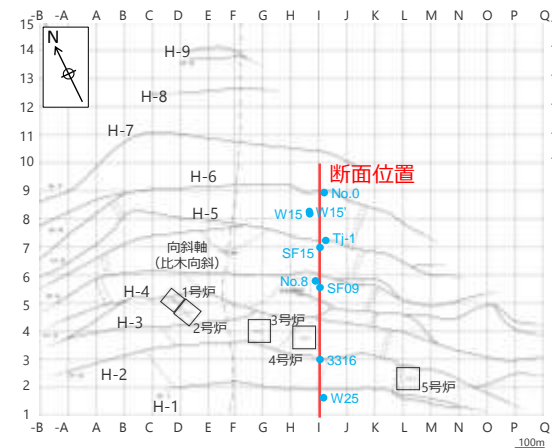 -B -A A B C D E F G H I J K L M N O P Q
15
14
13
12
11
10
9
8
7
6
5
4
3
2
1
N
H-9
H-8
H-7
断面位置
H-6
No.0
W15
W15'
H-5
Tj-1
向斜軸
(比木向斜)
SF15
No.8
SF09
H-4
1号炉
H-3
2号炉
3号炉
4号炉
3316
H-2
5号炉
W25
H-1
-B -A A B C D E F G H I J K L M N O P Q
100m